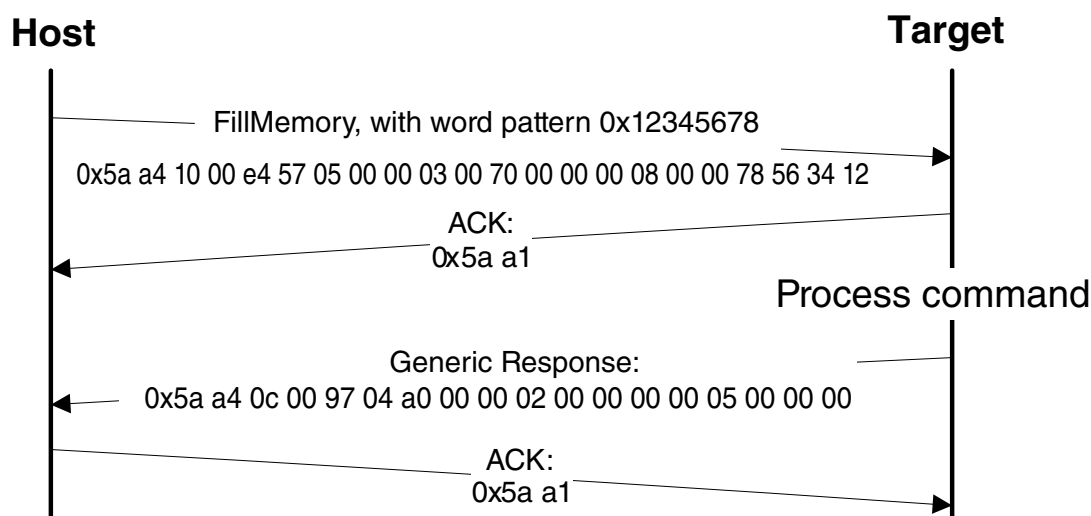 Host
Target
FillMemory, with word pattern 0x12345678
0x5a a4 10 00 e4 57 05 00 00 03 00 70 00 00 00 08 00 00 78 56 34 12
ACK:
0x5a a1
Process command
Generic Response:
0x5a a4 0c 00 97 04 a0 00 00 02 00 00 00 00 05 00 00 00
ACK:
0x5a a1